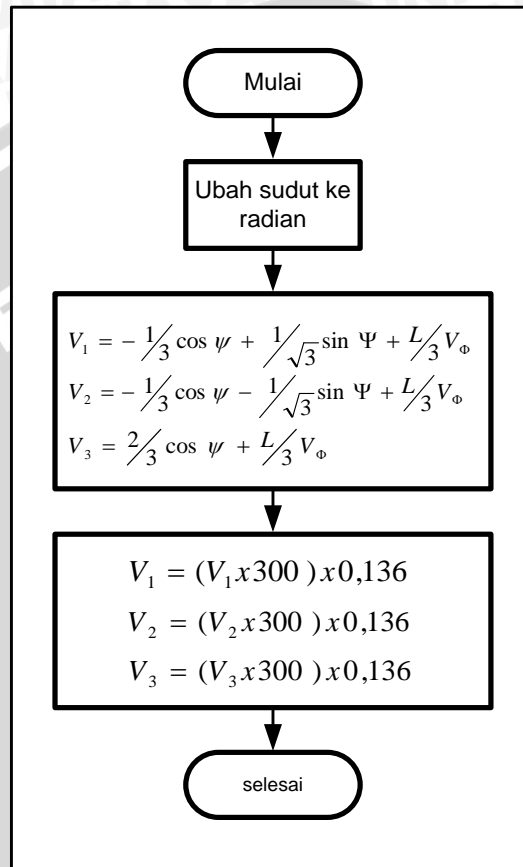 Mulai
Ubah sudut ke
radian
V₁ = − 1/3 cos ψ + 1/√3 sin Ψ + L/3 V_Φ
V₂ = − 1/3 cos ψ − 1/√3 sin Ψ + L/3 V_Φ
V₃ = 2/3 cos ψ + L/3 V_Φ
V₁ = (V₁x300 )x0,136
V₂ = (V₂x300 )x0,136
V₃ = (V₃x300 )x0,136
selesai